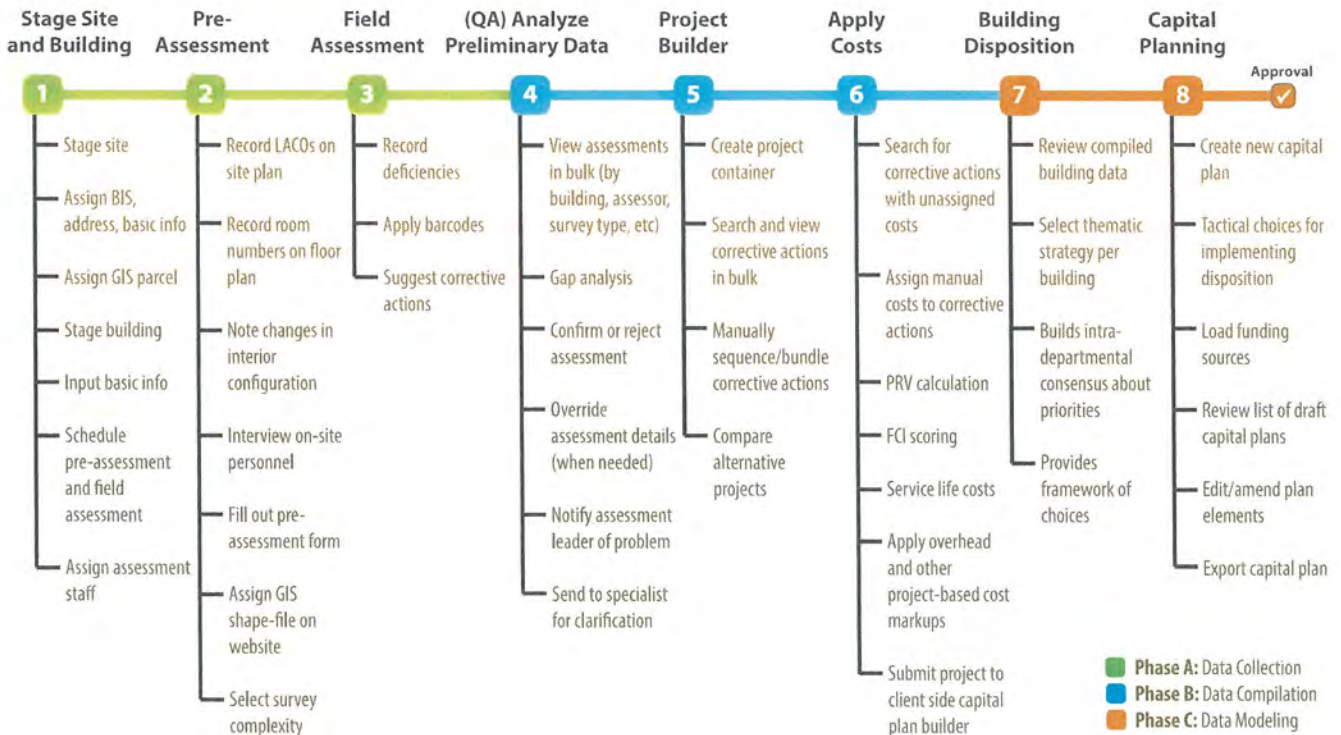 Stage Site
and Building
Pre-
Assessment
Field
Assessment
(QA) Analyze
Preliminary Data
Project
Builder
Apply
Costs
Building
Disposition
Capital
Planning
Approval
1
2
3
4
5
6
7
8
Stage site
Assign BIS,
address, basic info
Assign GIS parcel
Stage building
Input basic info
Schedule
pre-assessment
and field
assessment
Assign assessment
staff
Record LACOs on
site plan
Record room
numbers on floor
plan
Note changes in
interior
configuration
Interview on-site
personnel
Fill out pre-
assessment form
Assign GIS
shape-file on
website
Select survey
complexity
Record
deficiencies
Apply barcodes
Suggest corrective
actions
View assessments
in bulk (by
building, assessor,
survey type, etc)
Gap analysis
Confirm or reject
assessment
Override
assessment details
(when needed)
Notify assessment
leader of problem
Send to specialist
for clarification
Create project
container
Search and view
corrective actions
in bulk
Manually
sequence/bundle
corrective actions
Compare
alternative
projects
Search for
corrective actions
with unassigned
costs
Assign manual
costs to corrective
actions
PRV calculation
FCI scoring
Service life costs
Apply overhead
and other
project-based cost
markups
Submit project to
client side capital
plan builder
Review compiled
building data
Select thematic
strategy per
building
Builds intra-
departmental
consensus about
priorities
Provides
framework of
choices
Create new capital
plan
Tactical choices for
implementing
disposition
Load funding
sources
Review list of draft
capital plans
Edit/amend plan
elements
Export capital plan
Phase A: Data Collection
Phase B: Data Compilation
Phase C: Data Modeling